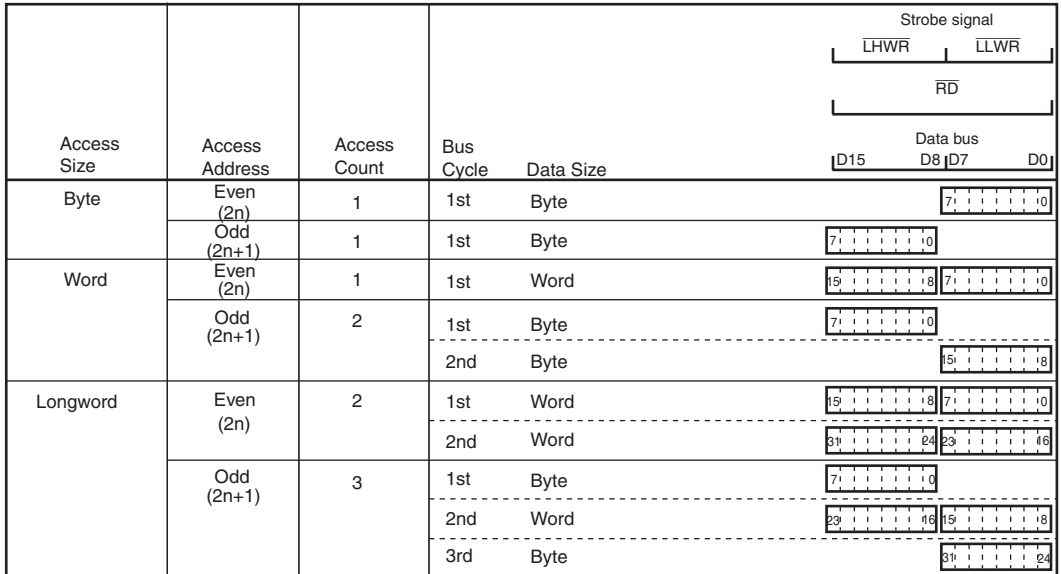 Strobe signal
LHWR LLWR
RD
Data bus
Access Size Access Address Access Count Bus Cycle Data Size D15 D8 D7 D0
Byte Even (2n) 1 1st Byte 7 0
Odd (2n+1) 1 1st Byte 7 0
Word Even (2n) 1 1st Word 15 8 7 0
Odd (2n+1) 2 1st Byte 7 0
2nd Byte 15 8
Longword Even (2n) 2 1st Word 15 8 7 0
2nd Word 31 24 23 16
Odd (2n+1) 3 1st Byte 7 0
2nd Word 23 16 15 8
3rd Byte 31 24